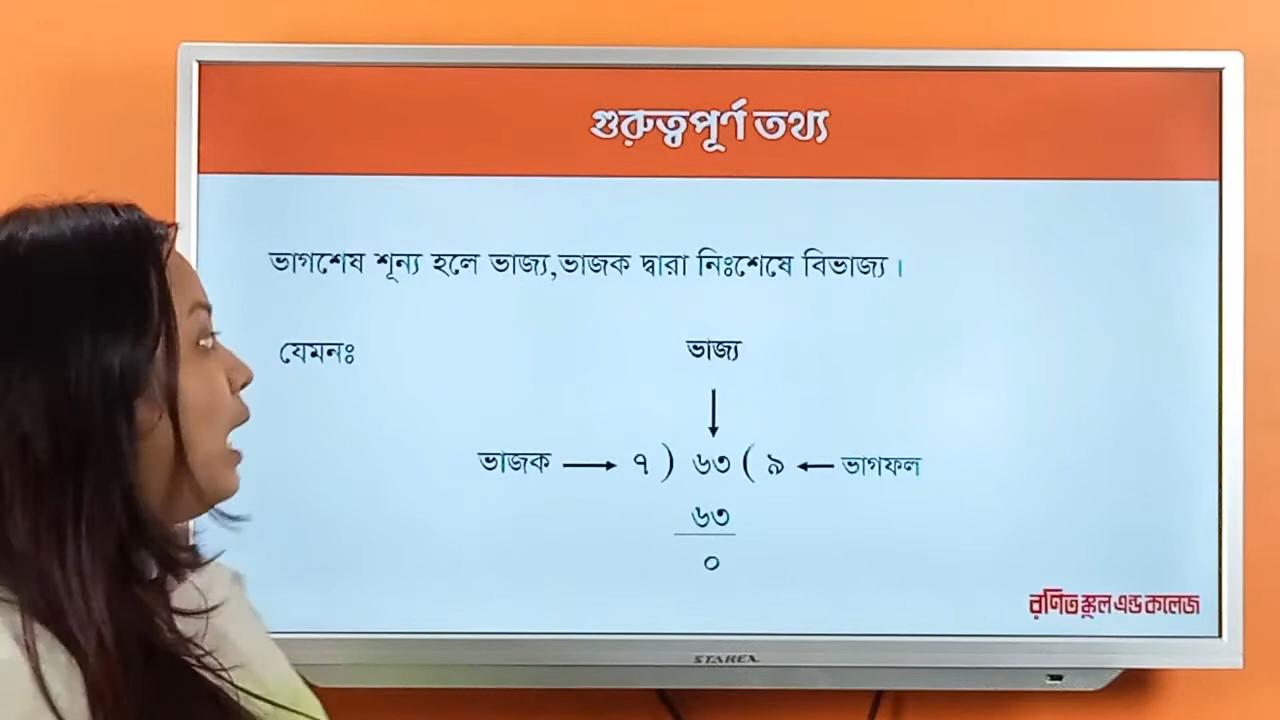 গুরুত্বপূর্ণ তথ্য
ভাগশেষ শূন্য হলে ভাজ্য,ভাজক দ্বারা নিঃশেষে বিভাজ্য।
যেমনঃ
ভাজ্য
ভাজক → ৭ ) ৬৩ ( ৯ ← ভাগফল
৬৩
০
রণিত স্কুল এন্ড কলেজ
STAREX